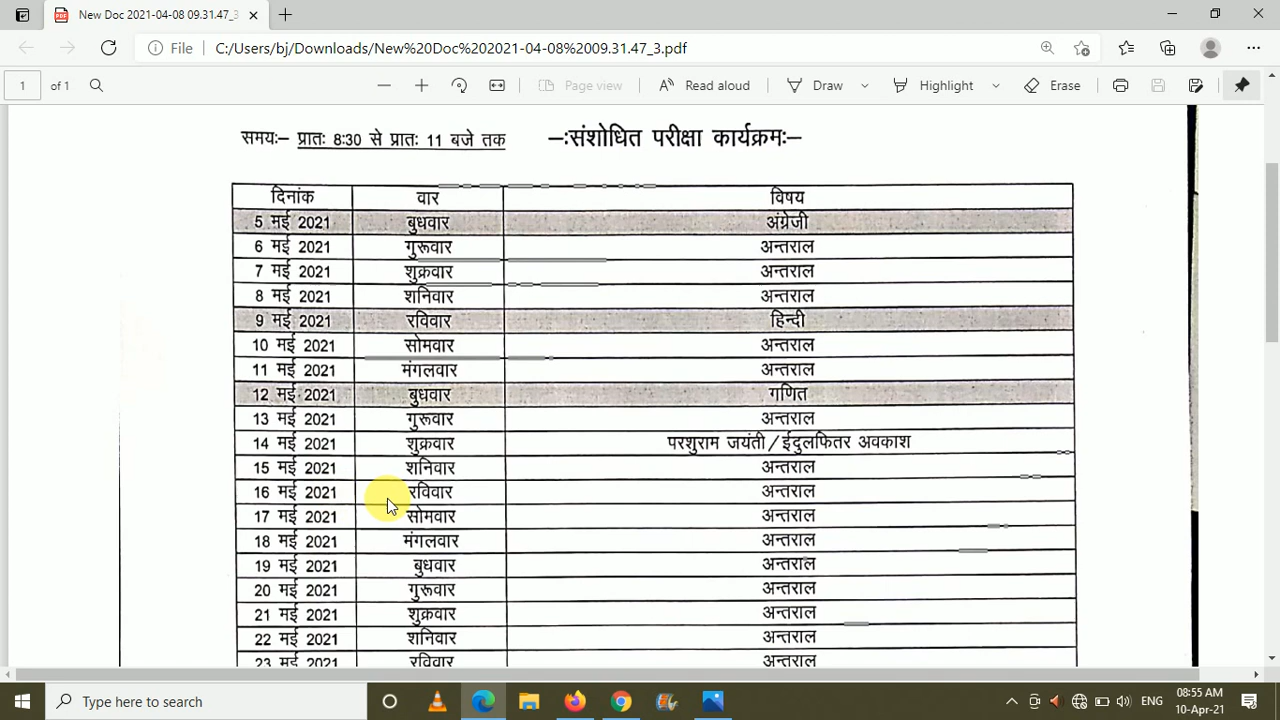 New Doc 2021-04-08 09.31.47_3
File C:/Users/bj/Downloads/New%20Doc%202021-04-08%2009.31.47_3.pdf
1 of 1 Page view Read aloud Draw Highlight Erase
समयः– प्रातः 8:30 से प्रातः 11 बजे तक –:संशोधित परीक्षा कार्यक्रमः–
दिनांक वार विषय
5 मई 2021 बुधवार अंग्रेजी
6 मई 2021 गुरूवार अन्तराल
7 मई 2021 शुक्रवार अन्तराल
8 मई 2021 शनिवार अन्तराल
9 मई 2021 रविवार हिन्दी
10 मई 2021 सोमवार अन्तराल
11 मई 2021 मंगलवार अन्तराल
12 मई 2021 बुधवार गणित
13 मई 2021 गुरूवार अन्तराल
14 मई 2021 शुक्रवार परशुराम जयंती/ईदुलफितर अवकाश
15 मई 2021 शनिवार अन्तराल
16 मई 2021 रविवार अन्तराल
17 मई 2021 सोमवार अन्तराल
18 मई 2021 मंगलवार अन्तराल
19 मई 2021 बुधवार अन्तराल
20 मई 2021 गुरूवार अन्तराल
21 मई 2021 शुक्रवार अन्तराल
22 मई 2021 शनिवार अन्तराल
23 मई 2021 रविवार अन्तराल
Type here to search ENG 08:55 AM
10-Apr-21